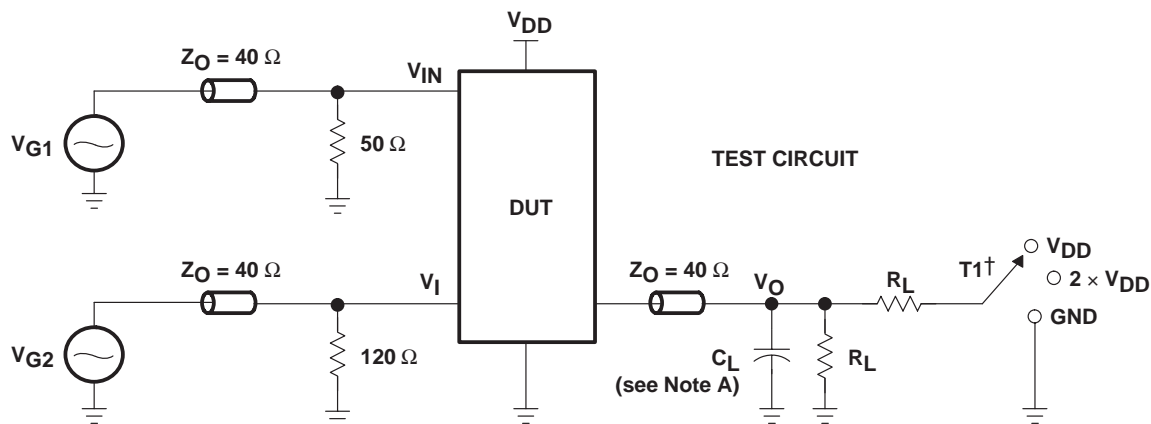 VDD
ZO = 40 Ω
VIN
VG1
50 Ω
TEST CIRCUIT
DUT
ZO = 40 Ω
VI
ZO = 40 Ω
VO
RL
T1†
VDD
2 × VDD
GND
VG2
120 Ω
CL
(see Note A)
RL